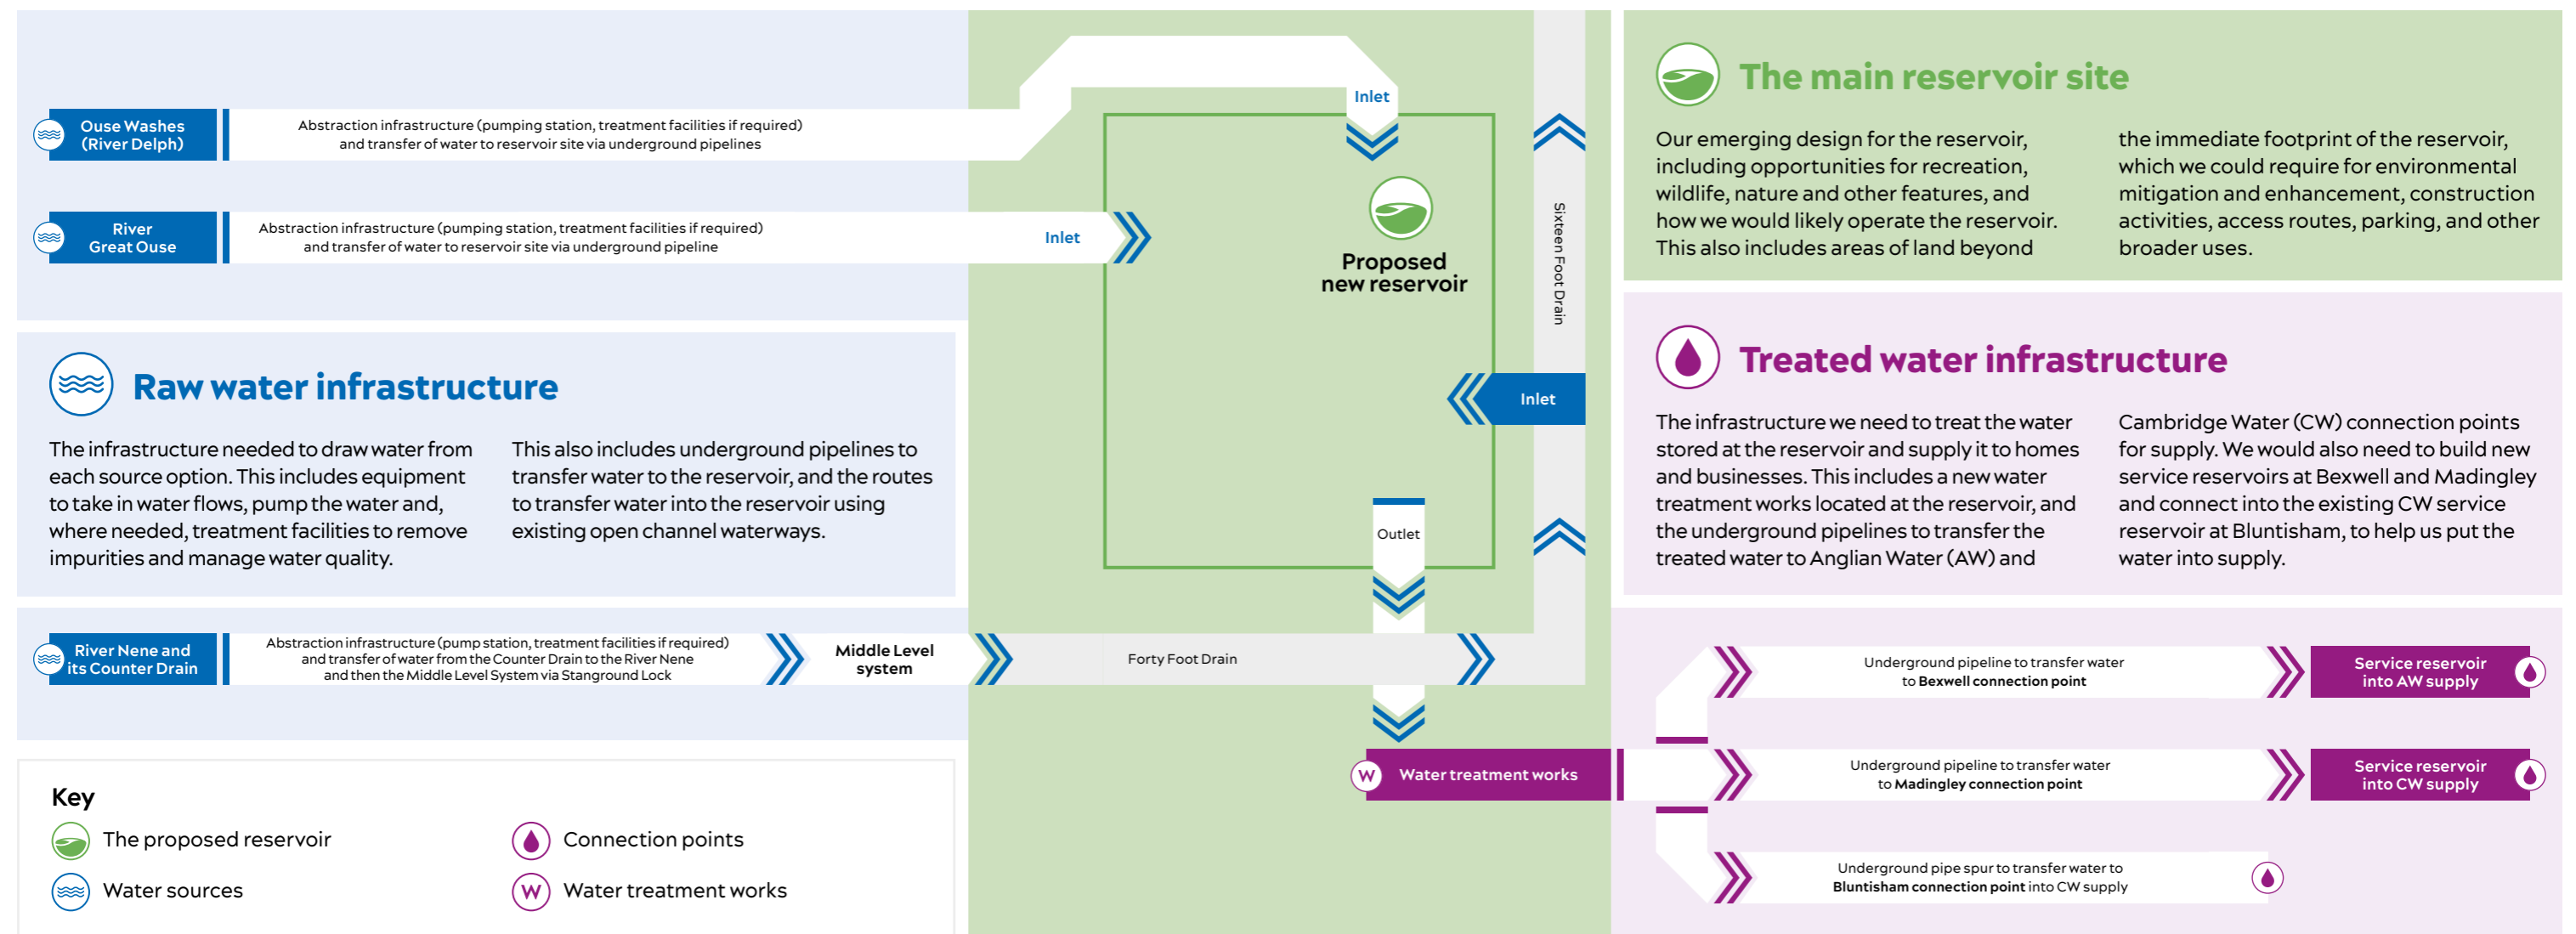 Ouse Washes
(River Delph)
Abstraction infrastructure (pumping station, treatment facilities if required)
and transfer of water to reservoir site via underground pipelines
River
Great Ouse
Abstraction infrastructure (pumping station, treatment facilities if required)
and transfer of water to reservoir site via underground pipeline
Inlet
Inlet
Proposed
new reservoir
Sixteen Foot Drain
Inlet
Outlet
Raw water infrastructure
The infrastructure needed to draw water from
each source option. This includes equipment
to take in water flows, pump the water and,
where needed, treatment facilities to remove
impurities and manage water quality.
This also includes underground pipelines to
transfer water to the reservoir, and the routes
to transfer water into the reservoir using
existing open channel waterways.
River Nene and
its Counter Drain
Abstraction infrastructure (pump station, treatment facilities if required)
and transfer of water from the Counter Drain to the River Nene
and then the Middle Level System via Stanground Lock
Middle Level
system
Forty Foot Drain
Key
The proposed reservoir
Water sources
Connection points
W
Water treatment works
The main reservoir site
Our emerging design for the reservoir,
including opportunities for recreation,
wildlife, nature and other features, and
how we would likely operate the reservoir.
This also includes areas of land beyond
the immediate footprint of the reservoir,
which we could require for environmental
mitigation and enhancement, construction
activities, access routes, parking, and other
broader uses.
Treated water infrastructure
The infrastructure we need to treat the water
stored at the reservoir and supply it to homes
and businesses. This includes a new water
treatment works located at the reservoir, and
the underground pipelines to transfer the
treated water to Anglian Water (AW) and
Cambridge Water (CW) connection points
for supply. We would also need to build new
service reservoirs at Bexwell and Madingley
and connect into the existing CW service
reservoir at Bluntisham, to help us put the
water into supply.
W
Water treatment works
Underground pipeline to transfer water
to Bexwell connection point
Service reservoir
into AW supply
Underground pipeline to transfer water
to Madingley connection point
Service reservoir
into CW supply
Underground pipe spur to transfer water to
Bluntisham connection point into CW supply